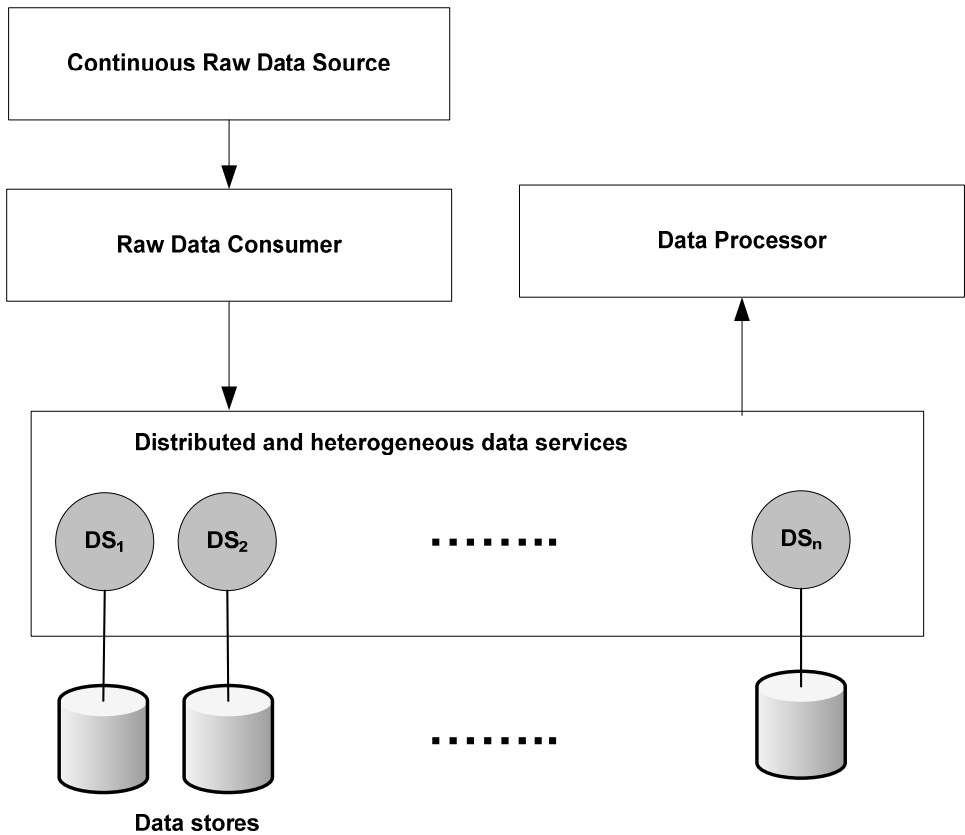 Continuous Raw Data Source
Raw Data Consumer
Data Processor
Distributed and heterogeneous data services
DS₁
DS₂
........
DSₙ
........
Data stores